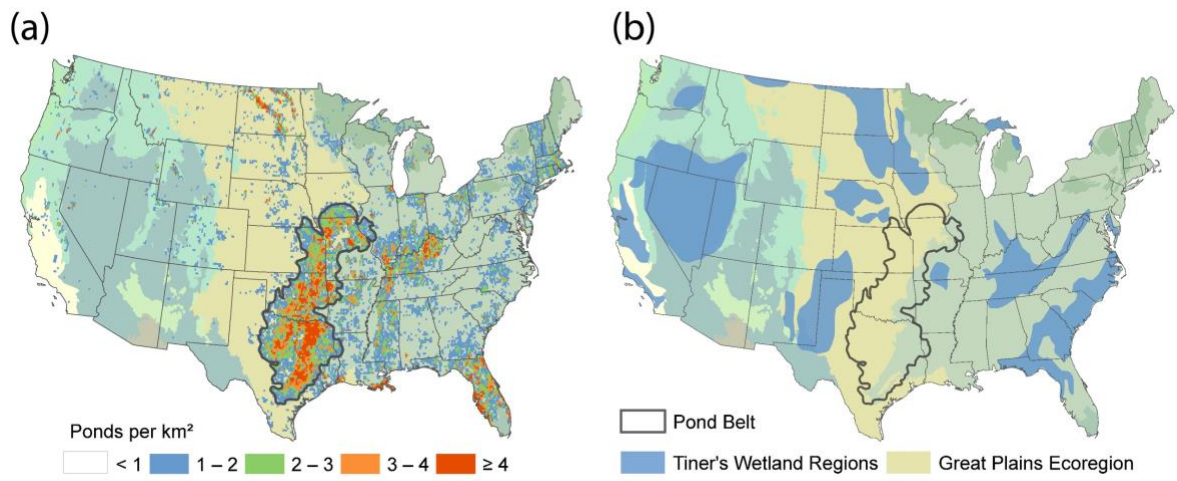 (a)
(b)
Ponds per km²
< 1
1 – 2
2 – 3
3 – 4
≥ 4
Pond Belt
Tiner's Wetland Regions
Great Plains Ecoregion